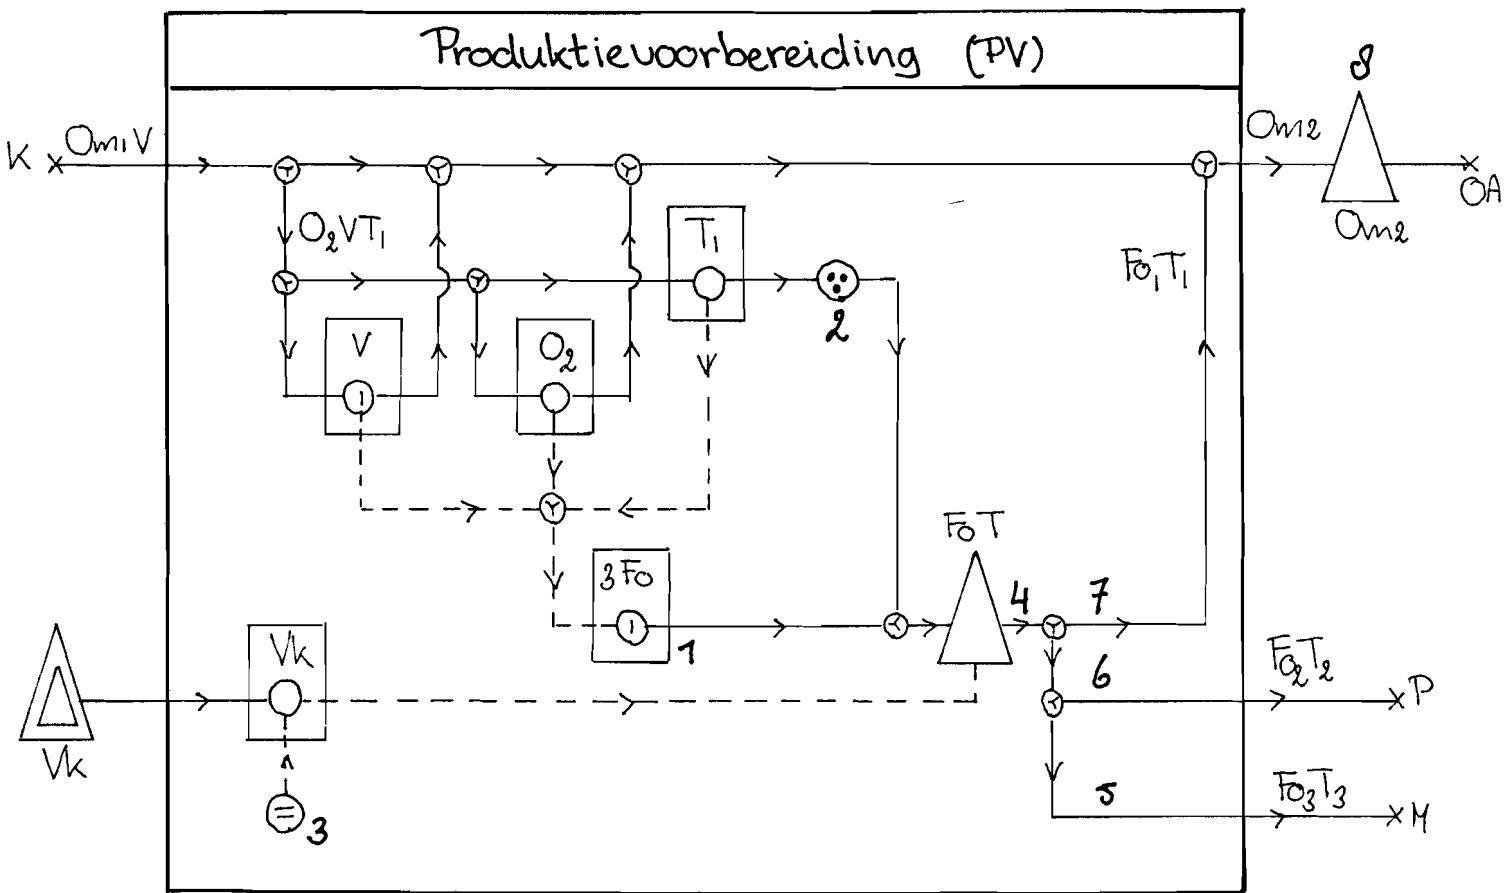 Produktievoorbereiding (PV)
8
K
Om1V
Om2
OA
Om2
O2VT1
T1
Fo1T1
V
O2
2
FoT
3Fo
1
4
7
Vk
6
Fo2T2
P
Vk
3
5
Fo3T3
M